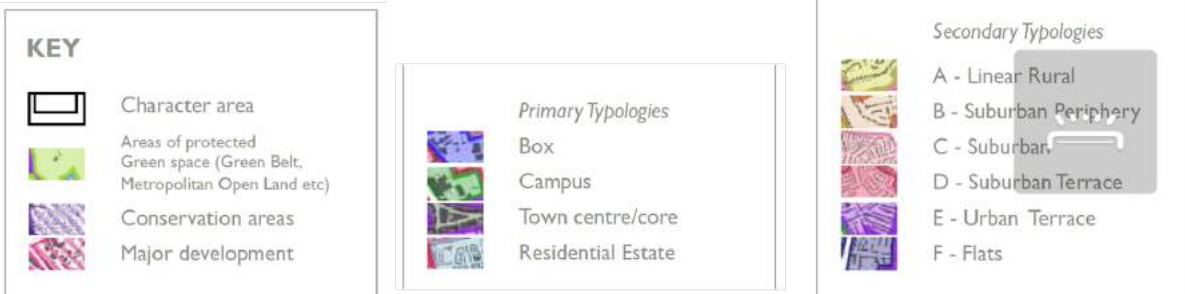 KEY
Character area
Areas of protected
Green space (Green Belt,
Metropolitan Open Land etc)
Conservation areas
Major development
Primary Typologies
Box
Campus
Town centre/core
Residential Estate
Secondary Typologies
A - Linear Rural
B - Suburban Periphery
C - Suburban
D - Suburban Terrace
E - Urban Terrace
F - Flats